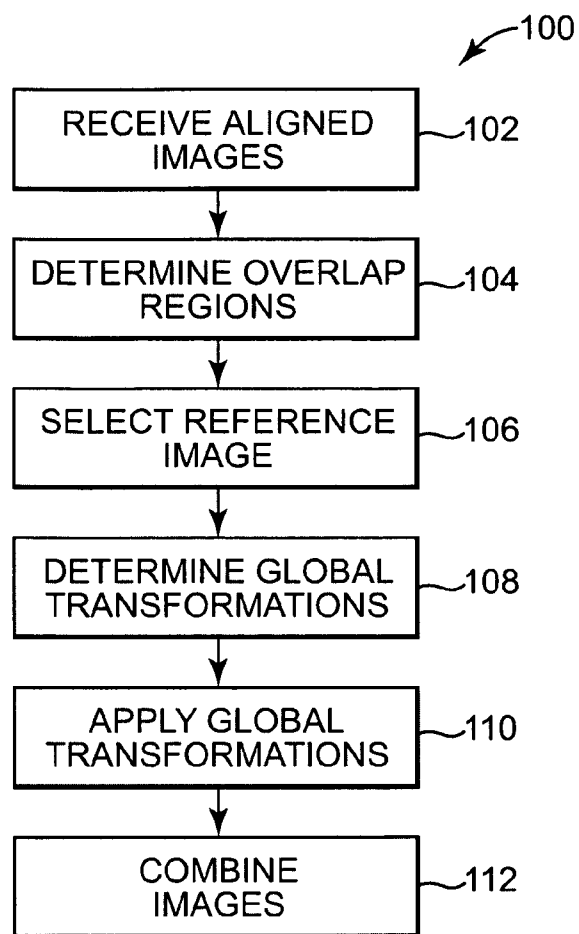 100
RECEIVE ALIGNED
IMAGES
102
DETERMINE OVERLAP
REGIONS
104
SELECT REFERENCE
IMAGE
106
DETERMINE GLOBAL
TRANSFORMATIONS
108
APPLY GLOBAL
TRANSFORMATIONS
110
COMBINE
IMAGES
112